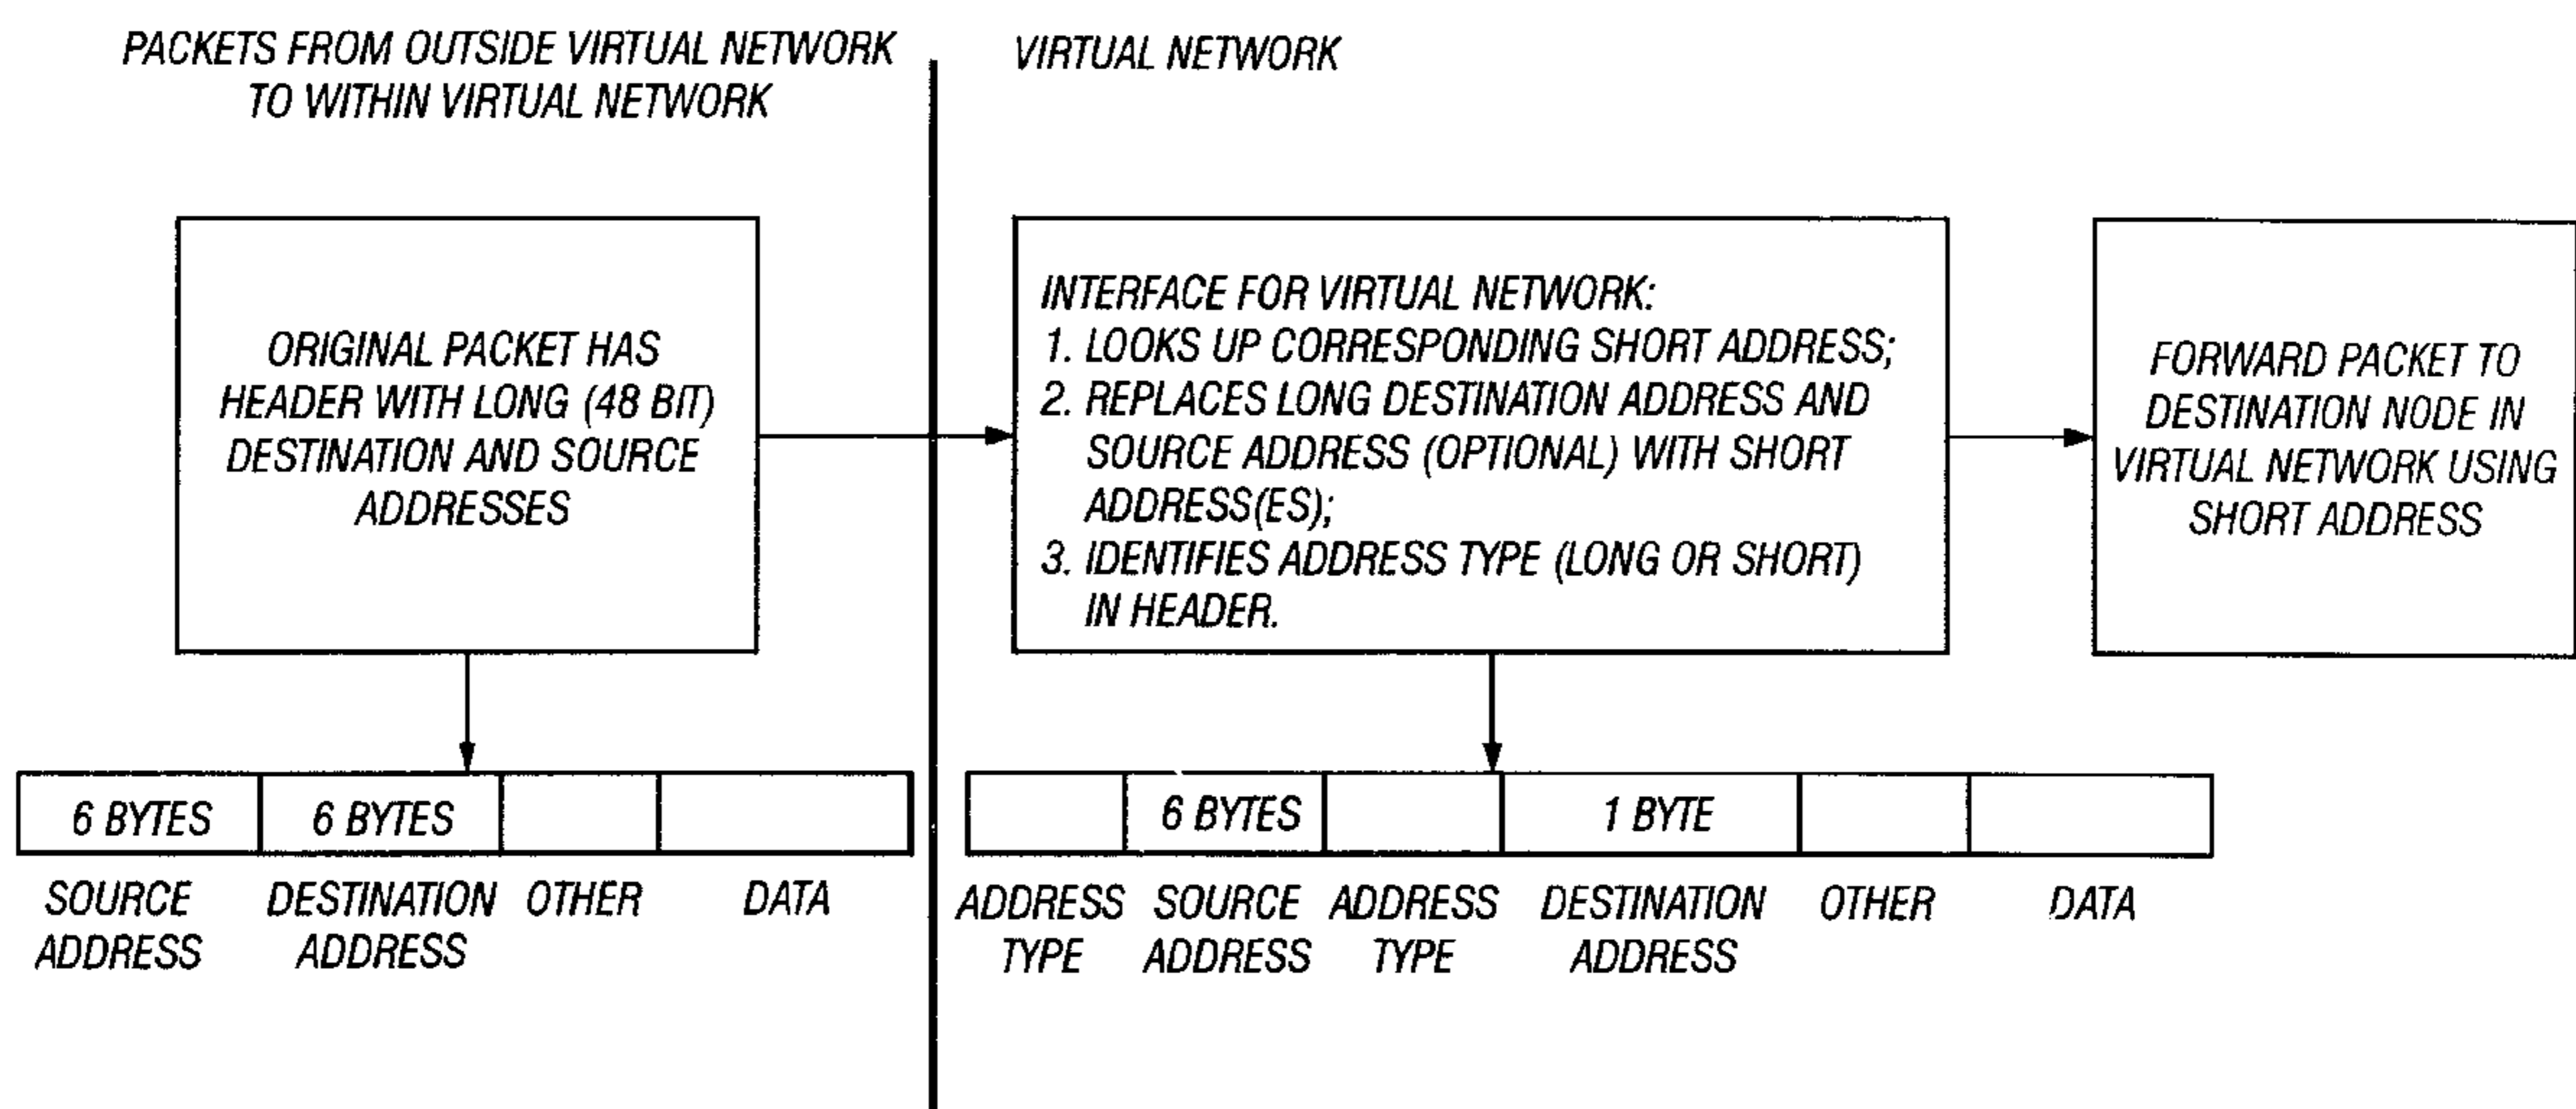 PACKETS FROM OUTSIDE VIRTUAL NETWORK
TO WITHIN VIRTUAL NETWORK
VIRTUAL NETWORK
ORIGINAL PACKET HAS
HEADER WITH LONG (48 BIT)
DESTINATION AND SOURCE
ADDRESSES
INTERFACE FOR VIRTUAL NETWORK:
1. LOOKS UP CORRESPONDING SHORT ADDRESS;
2. REPLACES LONG DESTINATION ADDRESS AND
SOURCE ADDRESS (OPTIONAL) WITH SHORT
ADDRESS(ES);
3. IDENTIFIES ADDRESS TYPE (LONG OR SHORT)
IN HEADER.
FORWARD PACKET TO
DESTINATION NODE IN
VIRTUAL NETWORK USING
SHORT ADDRESS
6 BYTES
6 BYTES
SOURCE
ADDRESS
DESTINATION
ADDRESS
OTHER
DATA
6 BYTES
1 BYTE
ADDRESS
TYPE
SOURCE
ADDRESS
ADDRESS
TYPE
DESTINATION
ADDRESS
OTHER
DATA